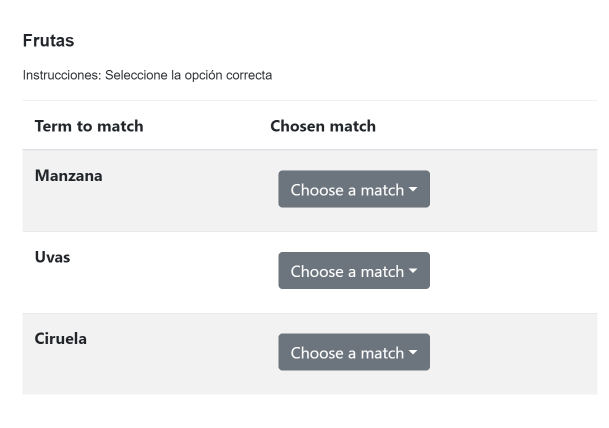 Frutas
Instrucciones: Seleccione la opción correcta
Term to match Chosen match
Manzana Choose a match
Uvas Choose a match
Ciruela Choose a match